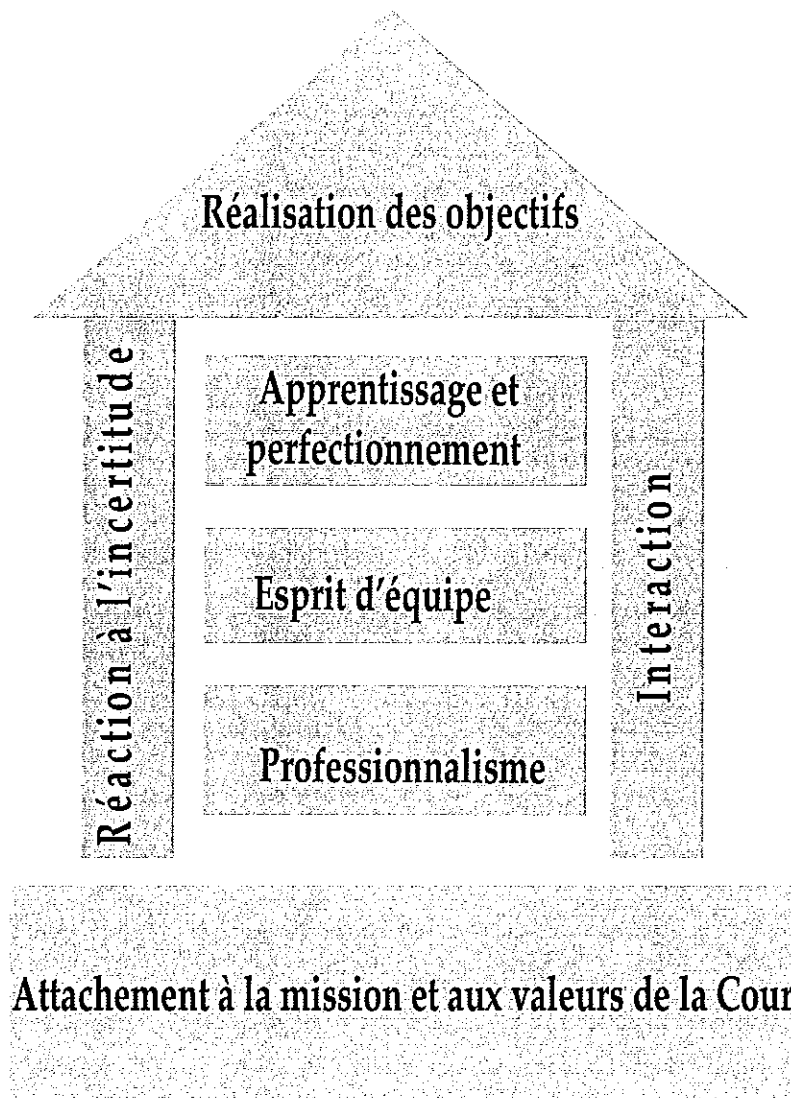 Réalisation des objectifs
Réaction à l'incertitude
Apprentissage et
perfectionnement
Esprit d'équipe
Professionnalisme
Interaction
Attachement à la mission et aux valeurs de la Cour